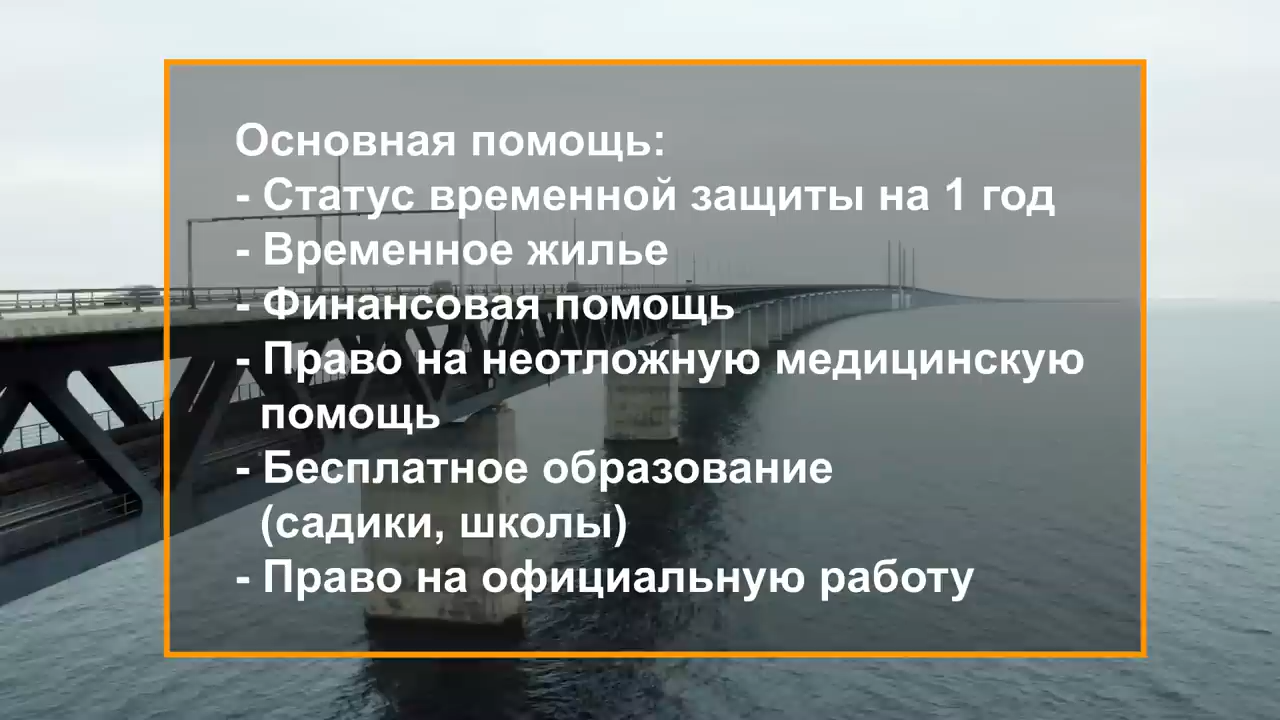 Основная помощь:
- Статус временной защиты на 1 год
- Временное жилье
- Финансовая помощь
- Право на неотложную медицинскую
помощь
- Бесплатное образование
(садики, школы)
- Право на официальную работу